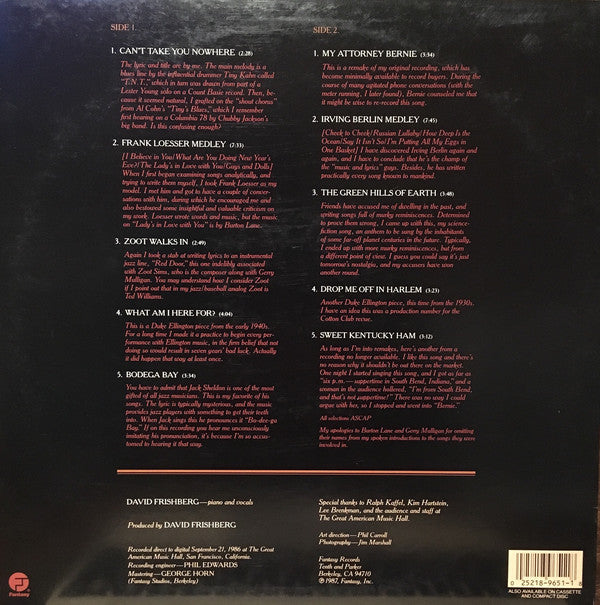 SIDE 1.
1. CAN'T TAKE YOU NOWHERE (2:28)
The lyric and title are by me. The main melody is a
blues line by the influential drummer Tiny Kahn called
"T.N.T.," which in turn was drawn from part of a
Lester Young solo on a Count Basie record. Then, be-
cause it seemed natural, I grafted on the "shout chorus"
from Al Cohn's "Tiny's Blues," which I remember
first hearing on a Columbia 78 by Chubby Jackson's
big band. Is this confusing enough?
2. FRANK LOESSER MEDLEY (7:33)
[I Believe in You/What Are You Doing New Year's
Eve?/The Lady's in Love with You/Guys and Dolls]
When I first began examining songs analytically, and
trying to write them myself, I took Frank Loesser as my
model. I met him and got to have a couple of conver-
sations with him, during which he encouraged me and
also bestowed some insightful and valuable criticism on
my work. Loesser wrote words and music, but the music
on "Lady's in Love with You" is by Burton Lane.
3. ZOOT WALKS IN (2:49)
Again I took a stab at writing lyrics to an instrumental
jazz line, "Red Door," this one indelibly associated
with Zoot Sims, who is the composer along with Gerry
Mulligan. You may understand how I consider Zoot
if I point out that in my jazz/baseball analog Zoot is
Ted Williams.
4. WHAT AM I HERE FOR? (4:04)
This is a Duke Ellington piece from the early 1940s.
For a long time I made it a practice to begin every per-
formance with Ellington music, in the firm belief that not
doing so would result in seven years' bad luck. Actually
it did happen that way at least once.
5. BODEGA BAY (3:34)
You have to admit that Jack Sheldon is one of the most
gifted of all jazz musicians. This is my favorite of his
songs. The lyric is typically mysterious, and the music
provides jazz players with something to get their teeth
into. When Jack sings this he pronounces it "Bo-dee-ga
Bay." If on this recording you hear me unconsciously
imitating his pronunciation, it's because I'm so accus-
tomed to hearing it that way.
SIDE 2.
1. MY ATTORNEY BERNIE (3:34)
This is a remake of my original recording, which has
become minimally available to record buyers. During the
course of many agitated phone conversations (with the
meter running, I later found), Bernie counseled me that
it might be wise to re-record this song.
2. IRVING BERLIN MEDLEY (7:45)
[Cheek to Cheek/Russian Lullaby/How Deep Is the
Ocean/Say It Isn't So/I'm Putting All My Eggs in
One Basket] I have discovered Irving Berlin again and
again, and I have to conclude that he's the champ of
the "music and lyrics" guys. Besides, he has written
practically every song known to mankind.
3. THE GREEN HILLS OF EARTH (3:48)
Friends have accused me of dwelling in the past, and
writing songs full of murky reminiscences. Determined
to prove them wrong, I came up with this, my science-
fiction song, an anthem to be sung by the inhabitants
of some far-off planet centuries in the future. Typically,
I ended up with more murky reminiscences, but from
a different point of view. I guess you could say it's just
tomorrow's nostalgia, and my accusers have won
another round.
4. DROP ME OFF IN HARLEM (3:23)
Another Duke Ellington piece, this time from the 1930s.
I have an idea this was a production number for the
Cotton Club revue.
5. SWEET KENTUCKY HAM (3:12)
As long as I'm into remakes, here's another from a
recording no longer available. I like this song and there's
no reason why it shouldn't be out there on the market.
One night I started singing this song, and I got as far as
"six p.m.—suppertime in South Bend, Indiana," and a
woman in the audience hollered, "I'm from South Bend
and that's not suppertime!" There was no way I could
argue with her, so I stopped and went into "Bernie."
All selections ASCAP.
My apologies to Burton Lane and Gerry Mulligan for omitting
their names from my spoken introductions to the songs they were
involved in.
DAVID FRISHBERG—piano and vocals
Produced by DAVID FRISHBERG
Recorded direct to digital September 21, 1986 at The Great
American Music Hall, San Francisco, California.
Recording engineer—PHIL EDWARDS
Mastering—GEORGE HORN
(Fantasy Studios, Berkeley)
Special thanks to Ralph Kaffel, Kim Hartstein,
Lee Brenkman, and the audience and staff at
The Great American Music Hall.
Art direction—Phil Carroll
Photography—Jim Marshall
Fantasy Records
Tenth and Parker
Berkeley, CA 94710
℗ 1987, Fantasy, Inc.
Fantasy
0 25218-9651-1 8
ALSO AVAILABLE ON CASSETTE
AND COMPACT DISC